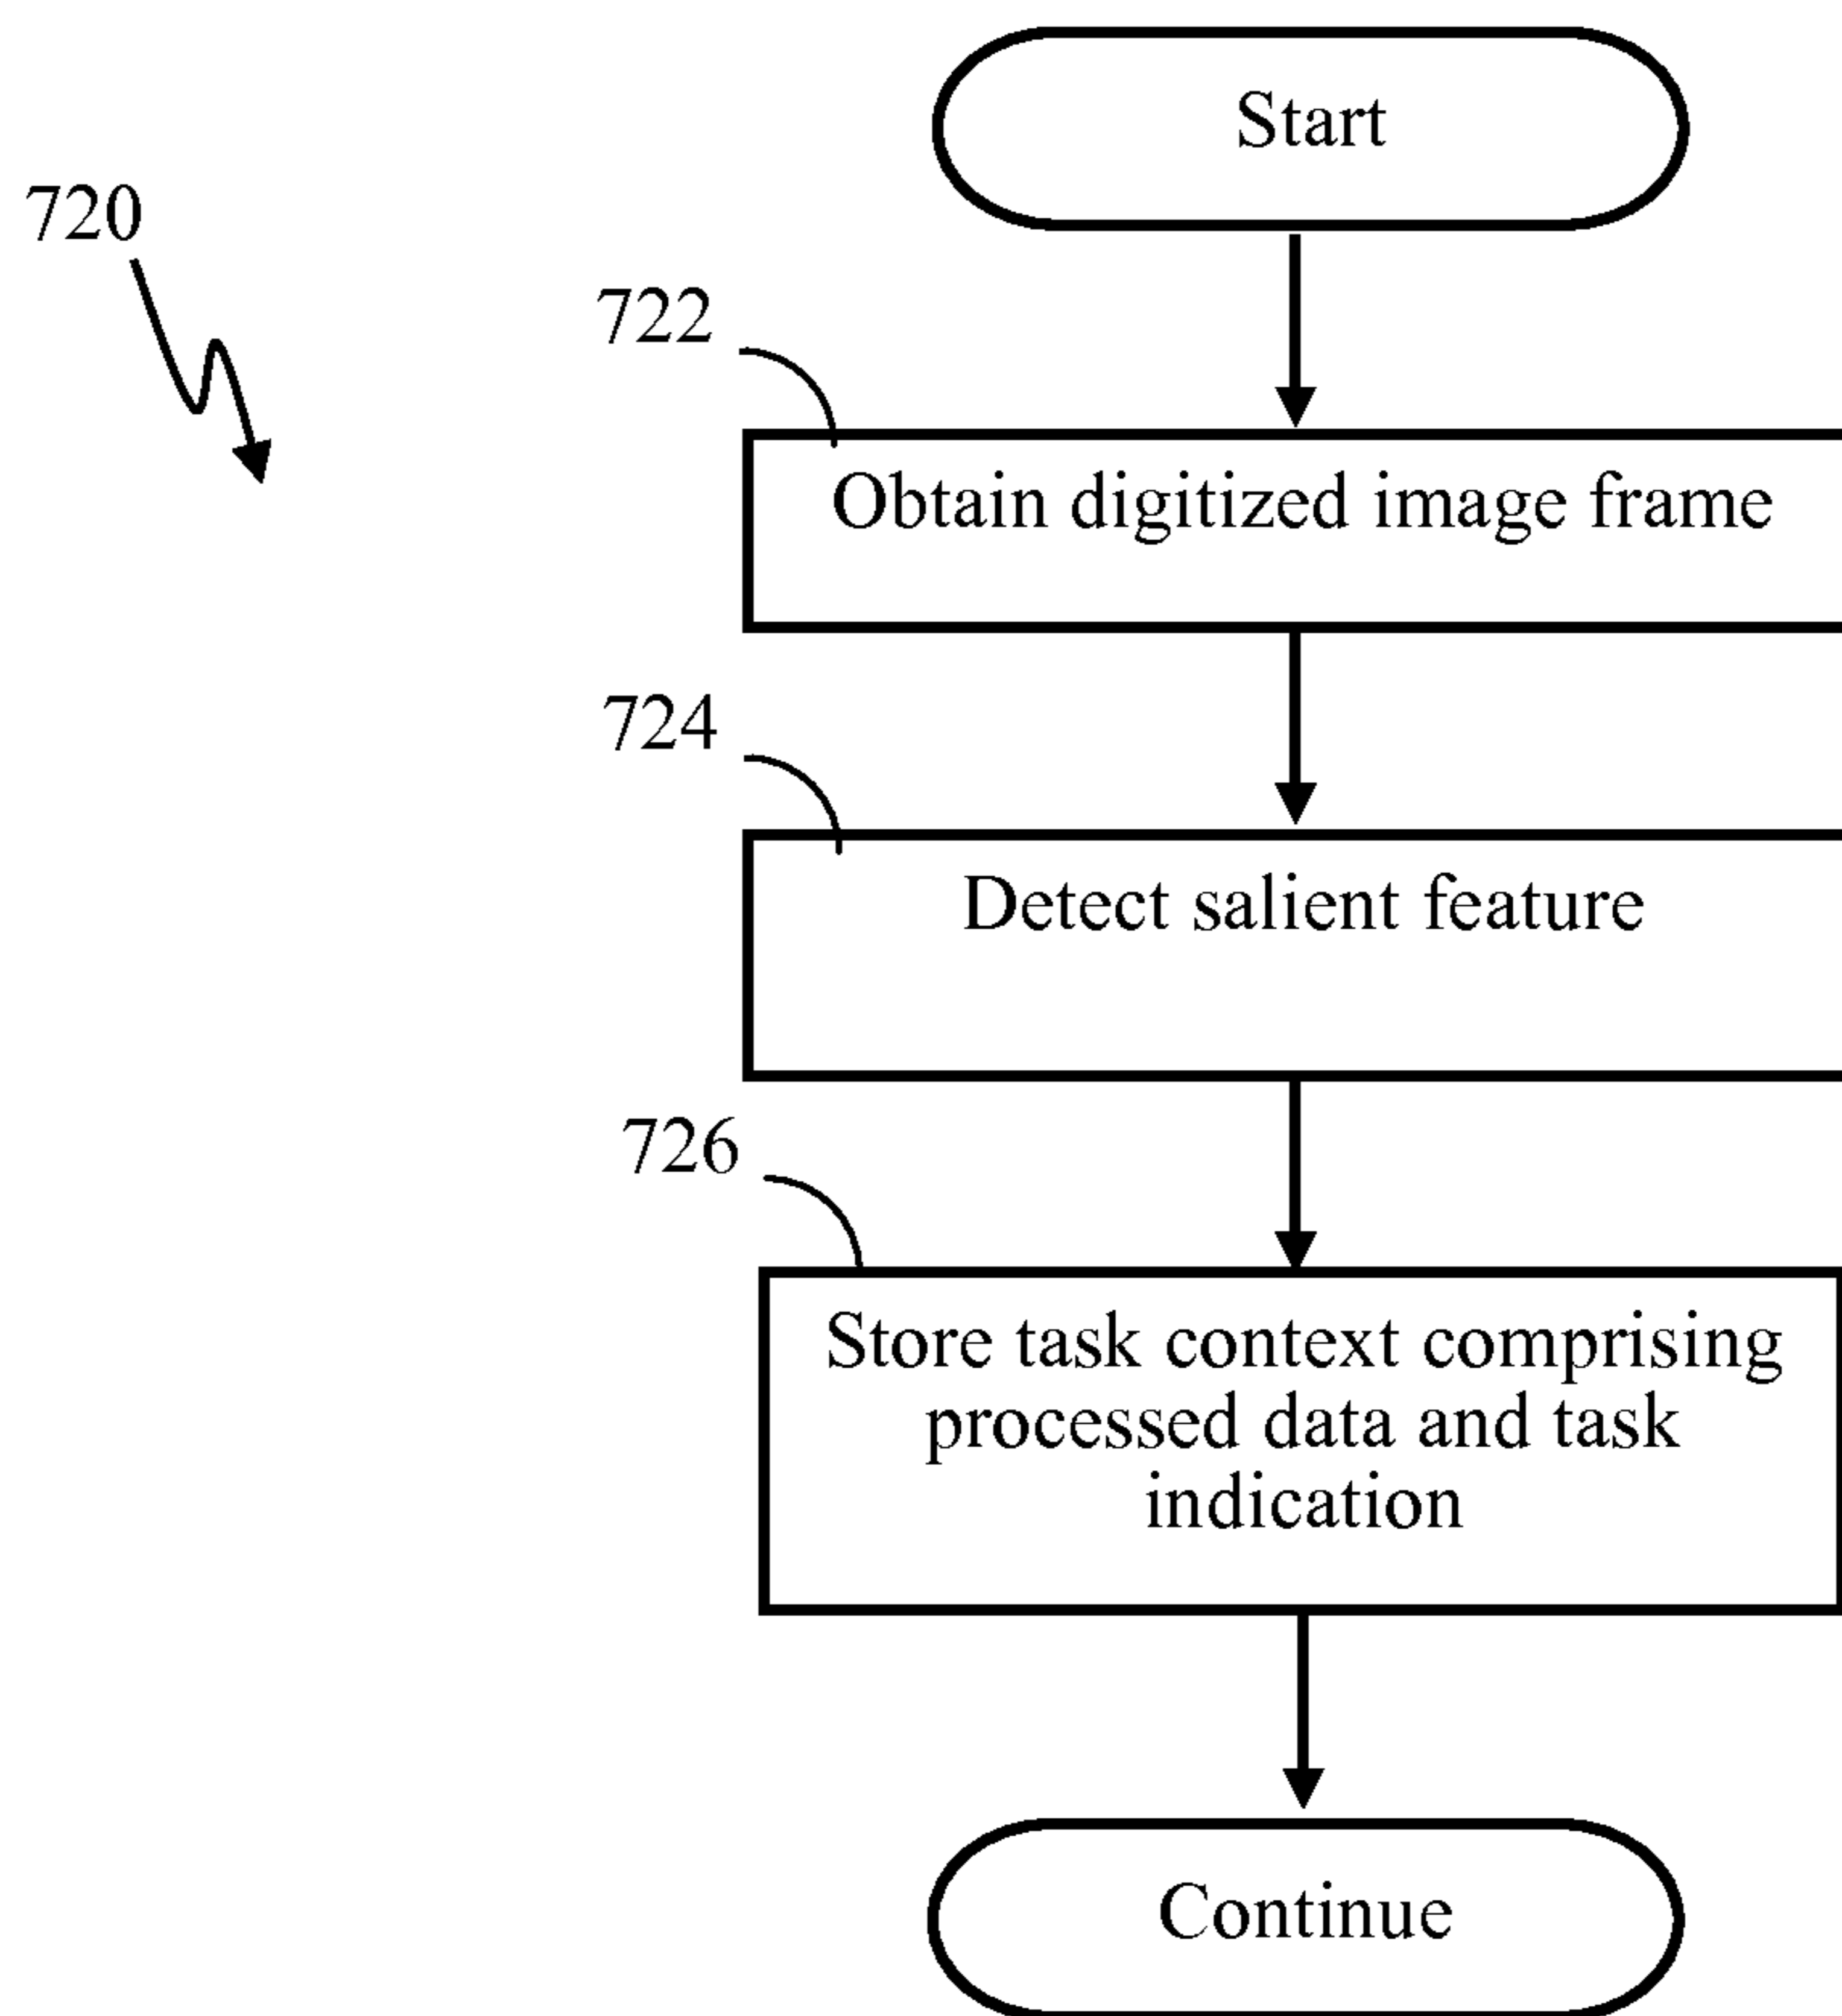 Start
720
722
Obtain digitized image frame
724
Detect salient feature
726
Store task context comprising
processed data and task
indication
Continue